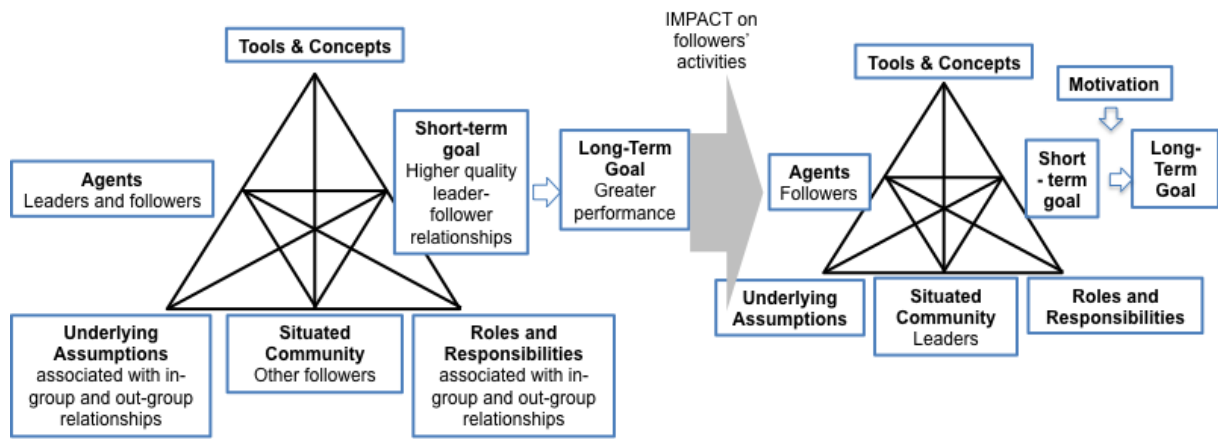 Tools & Concepts
Agents
Leaders and followers
Short-term
goal
Higher quality
leader-
follower
relationships
Long-Term
Goal
Greater
performance
Underlying
Assumptions
associated with in-
group and out-group
relationships
Situated
Community
Other followers
Roles and
Responsibilities
associated with in-
group and out-group
relationships
IMPACT on
followers'
activities
Tools & Concepts
Motivation
Agents
Followers
Short
- term
goal
Long-
Term
Goal
Underlying
Assumptions
Situated
Community
Leaders
Roles and
Responsibilities